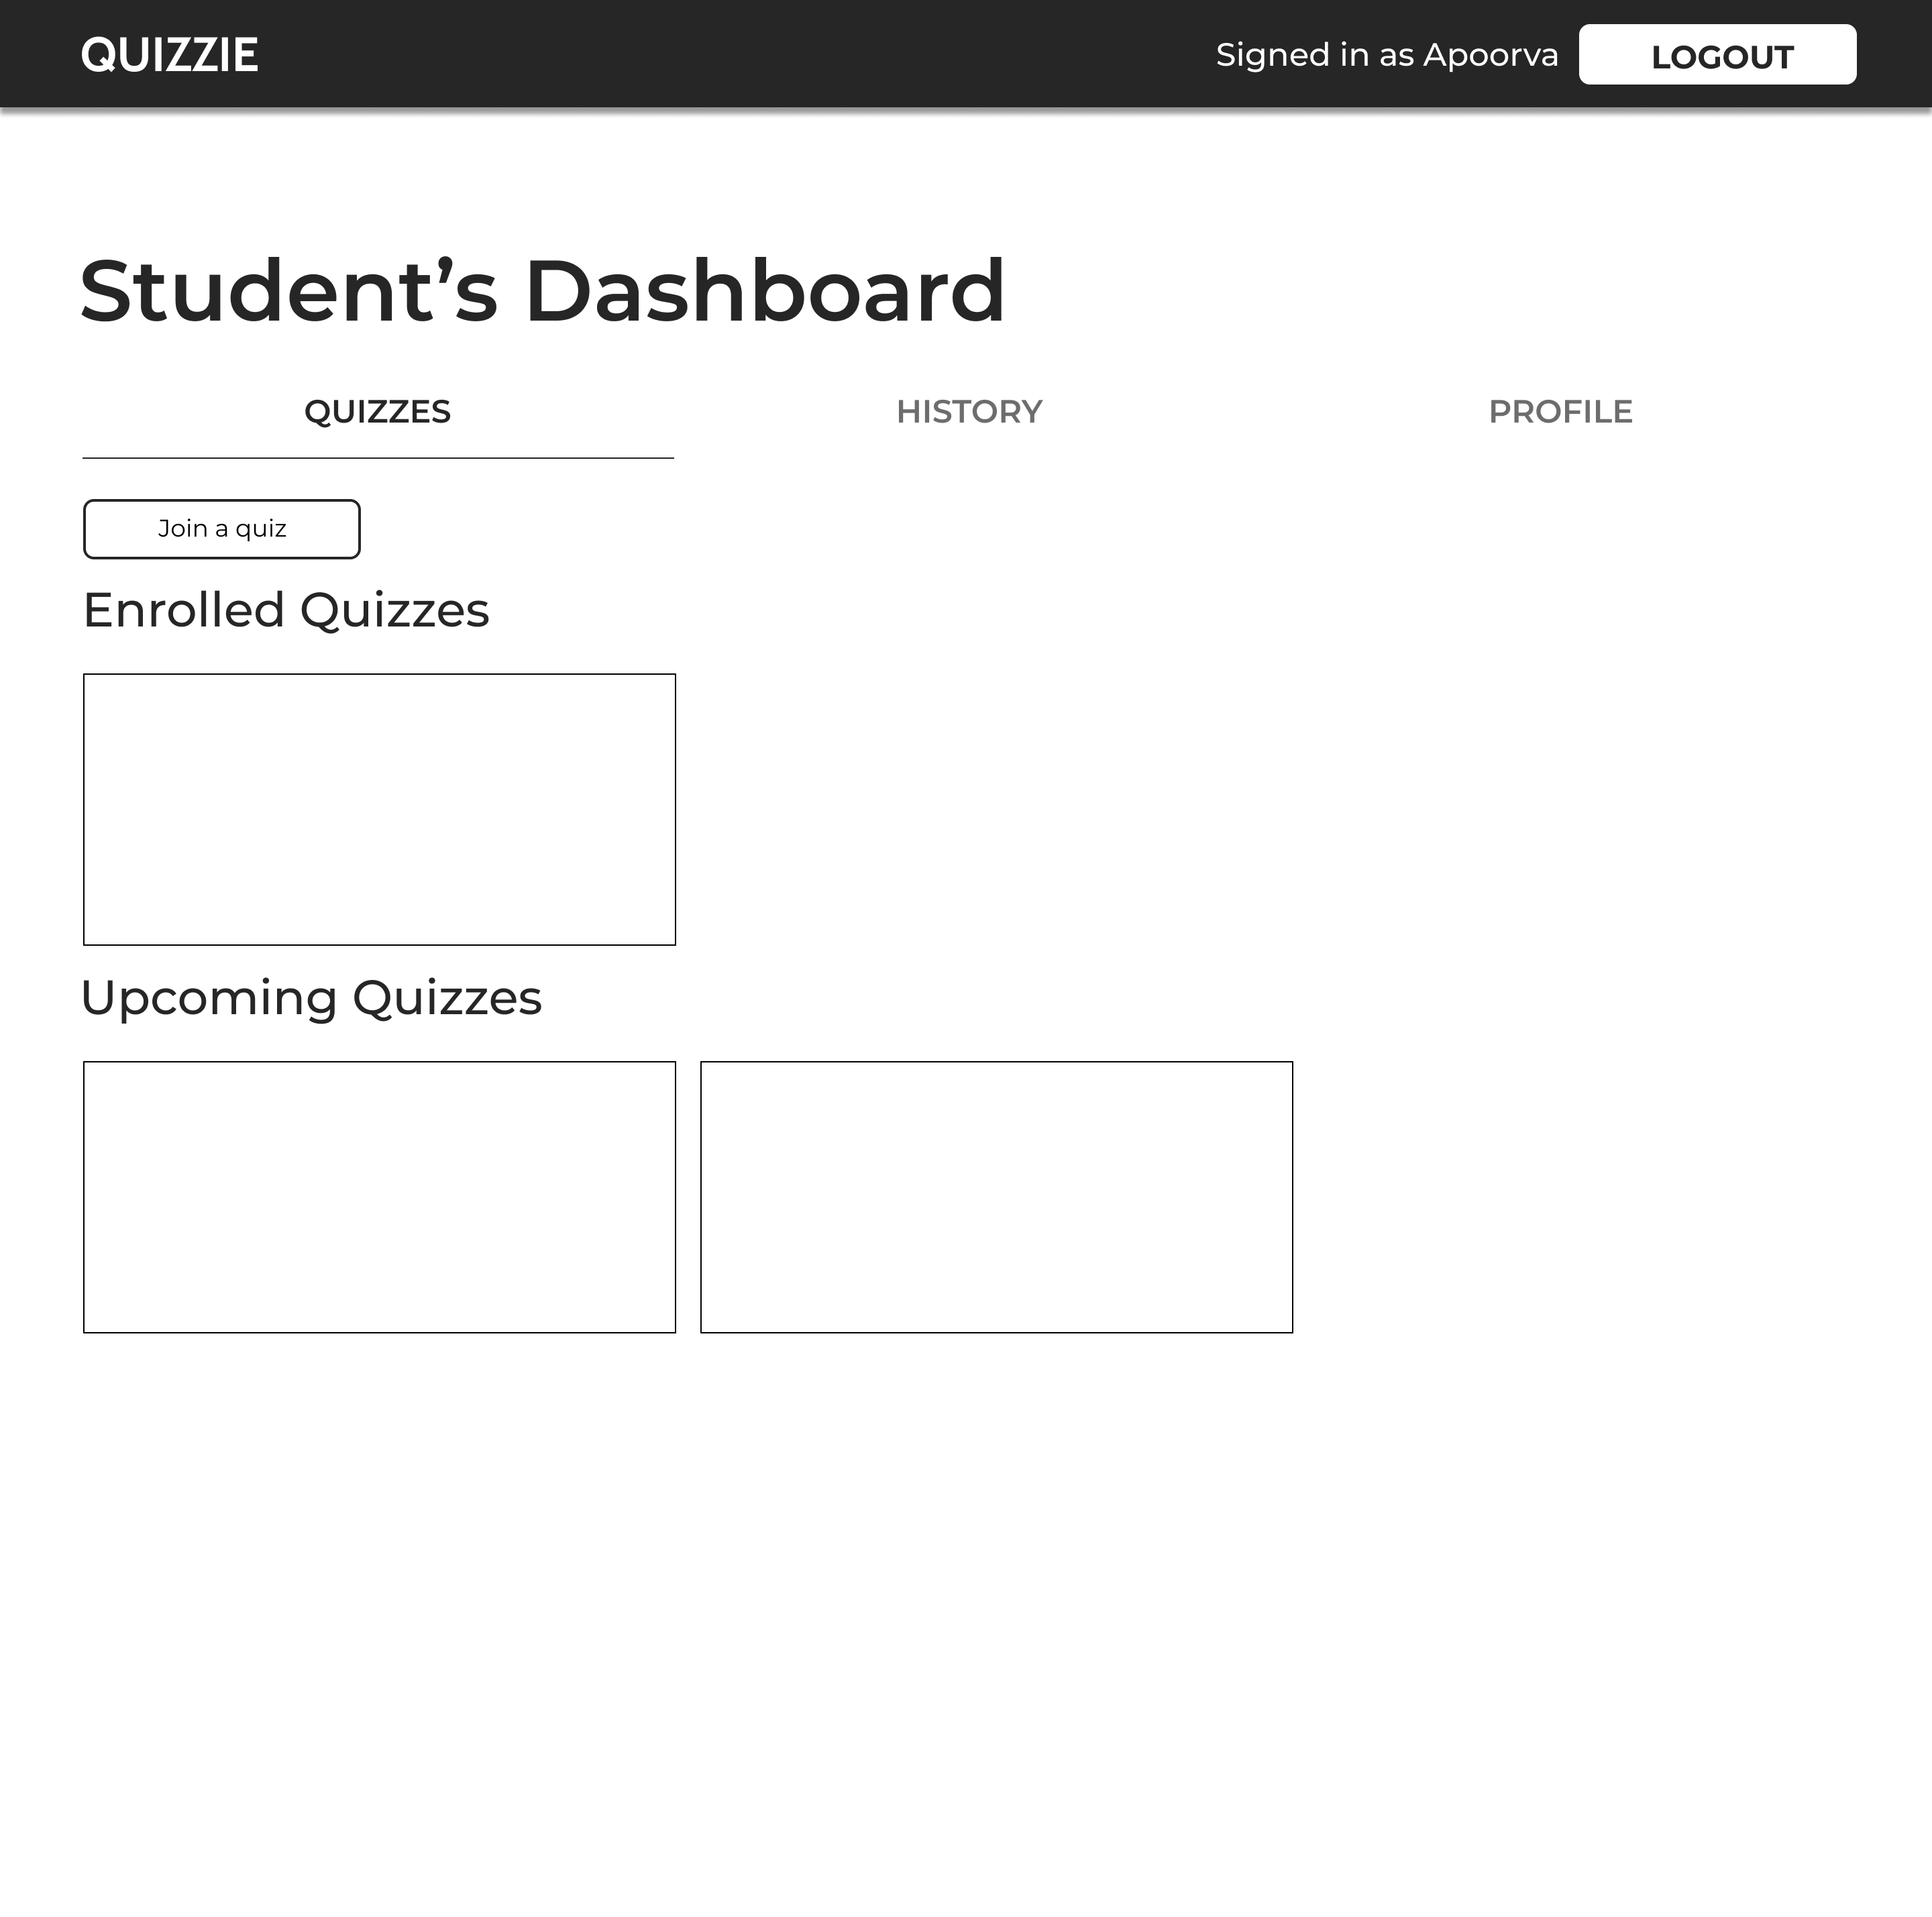 QUIZZIE
Signed in as Apoorva
LOGOUT
Student’s Dashboard
QUIZZES
HISTORY
PROFILE
Join a quiz
Enrolled Quizzes
Upcoming Quizzes